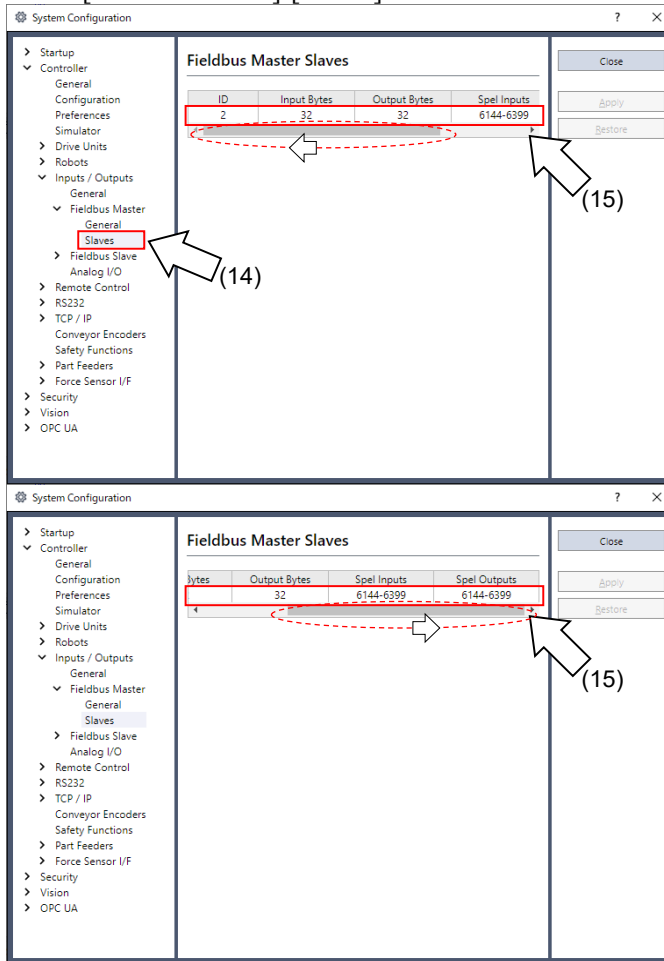 System Configuration ? ×
Startup
Controller
General
Configuration
Preferences
Simulator
Drive Units
Robots
Inputs / Outputs
General
Fieldbus Master
General
Slaves
Fieldbus Slave
Analog I/O
Remote Control
RS232
TCP / IP
Conveyor Encoders
Safety Functions
Part Feeders
Force Sensor I/F
Security
Vision
OPC UA
Fieldbus Master Slaves
ID Input Bytes Output Bytes Spel Inputs
2 32 32 6144-6399
Close
Apply
Restore
(14)
(15)
System Configuration ? ×
Startup
Controller
General
Configuration
Preferences
Simulator
Drive Units
Robots
Inputs / Outputs
General
Fieldbus Master
General
Slaves
Fieldbus Slave
Analog I/O
Remote Control
RS232
TCP / IP
Conveyor Encoders
Safety Functions
Part Feeders
Force Sensor I/F
Security
Vision
OPC UA
Fieldbus Master Slaves
Bytes Output Bytes Spel Inputs Spel Outputs
32 6144-6399 6144-6399
Close
Apply
Restore
(15)